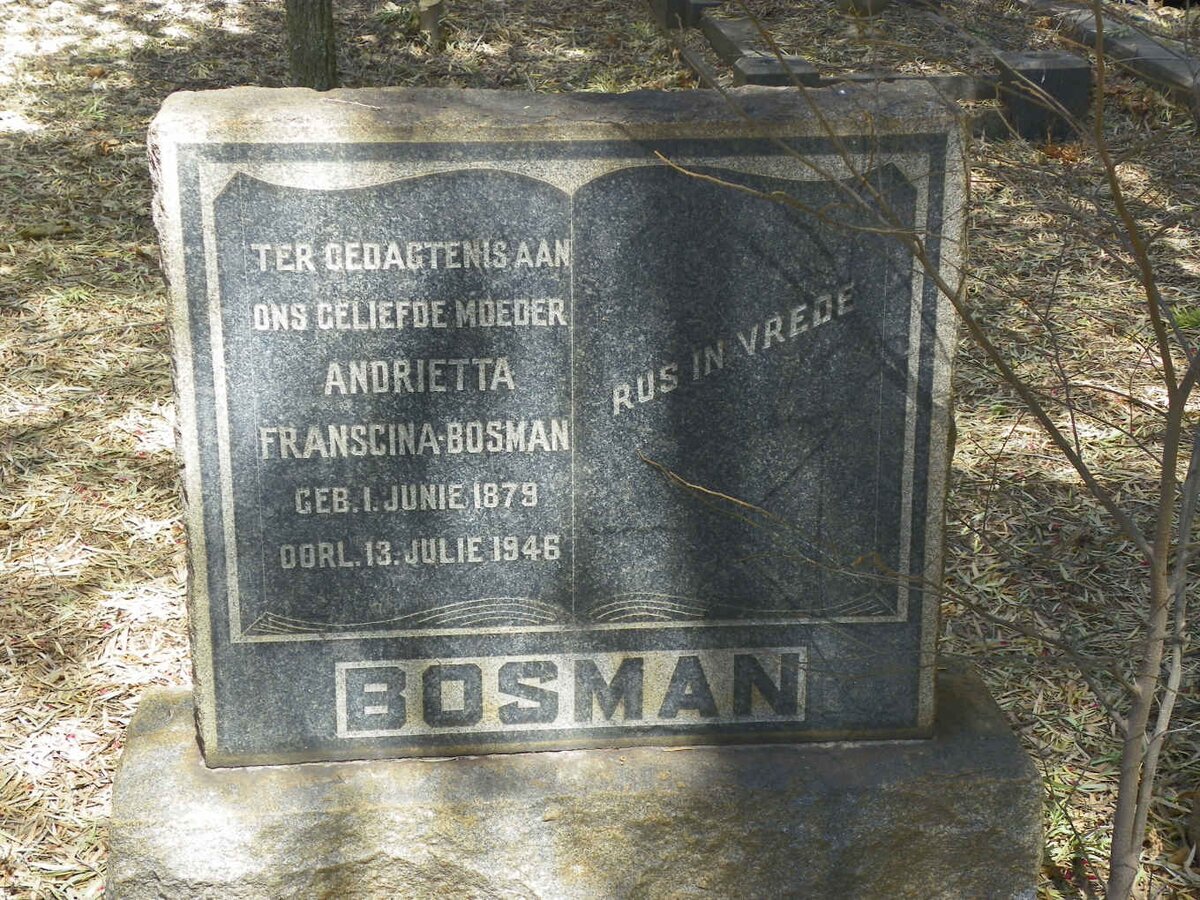 TER GEDAGTENIS AAN
ONS GELIEFDE MOEDER
ANDRIETTA
FRANSCINA·BOSMAN
GEB. 1. JUNIE 1879
OORL. 13. JULIE 1946
RUS IN VREDE
BOSMAN